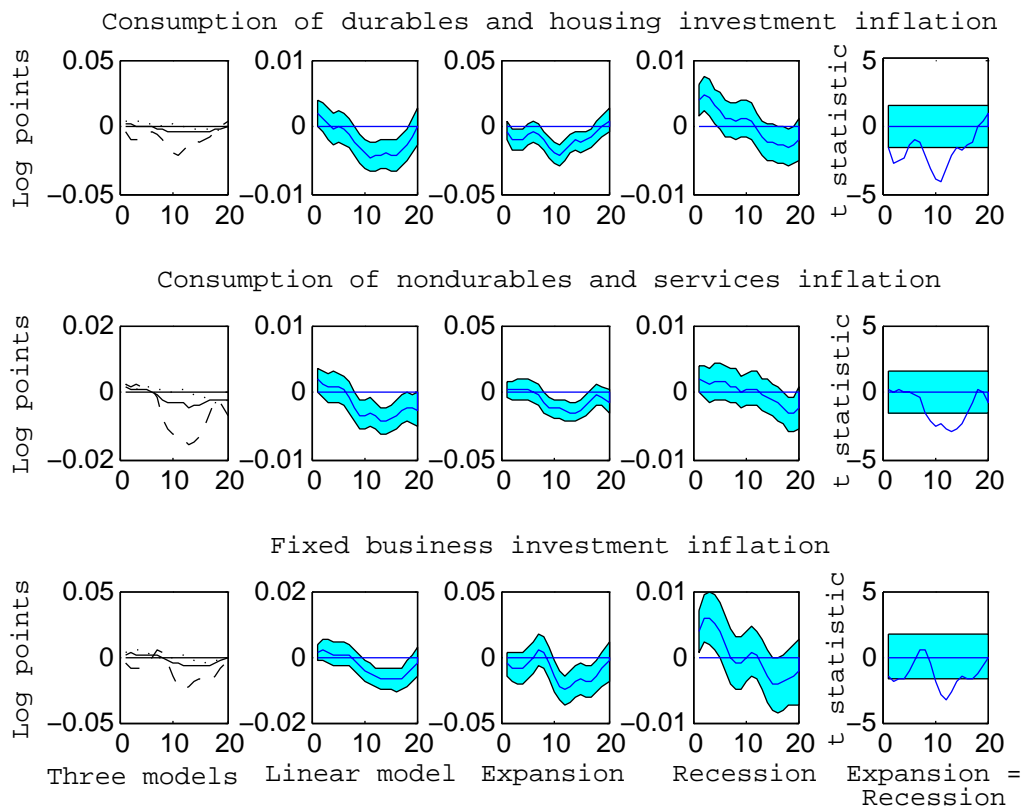 Consumption of durables and housing investment inflation
Log points
0.05
0
−0.05
0 10 20
0.01
0
−0.01
0 10 20
0.05
0
−0.05
0 10 20
0.01
0
−0.01
0 10 20
t statistic
5
0
−5
0 10 20
Consumption of nondurables and services inflation
Log points
0.02
0
−0.02
0 10 20
0.01
0
−0.01
0 10 20
0.05
0
−0.05
0 10 20
0.01
0
−0.01
0 10 20
t statistic
5
0
−5
0 10 20
Fixed business investment inflation
Log points
0.05
0
−0.05
0 10 20
Three models
0.02
0
−0.02
0 10 20
Linear model
0.05
0
−0.05
0 10 20
Expansion
0.01
0
−0.01
0 10 20
Recession
t statistic
5
0
−5
0 10 20
Expansion =
Recession